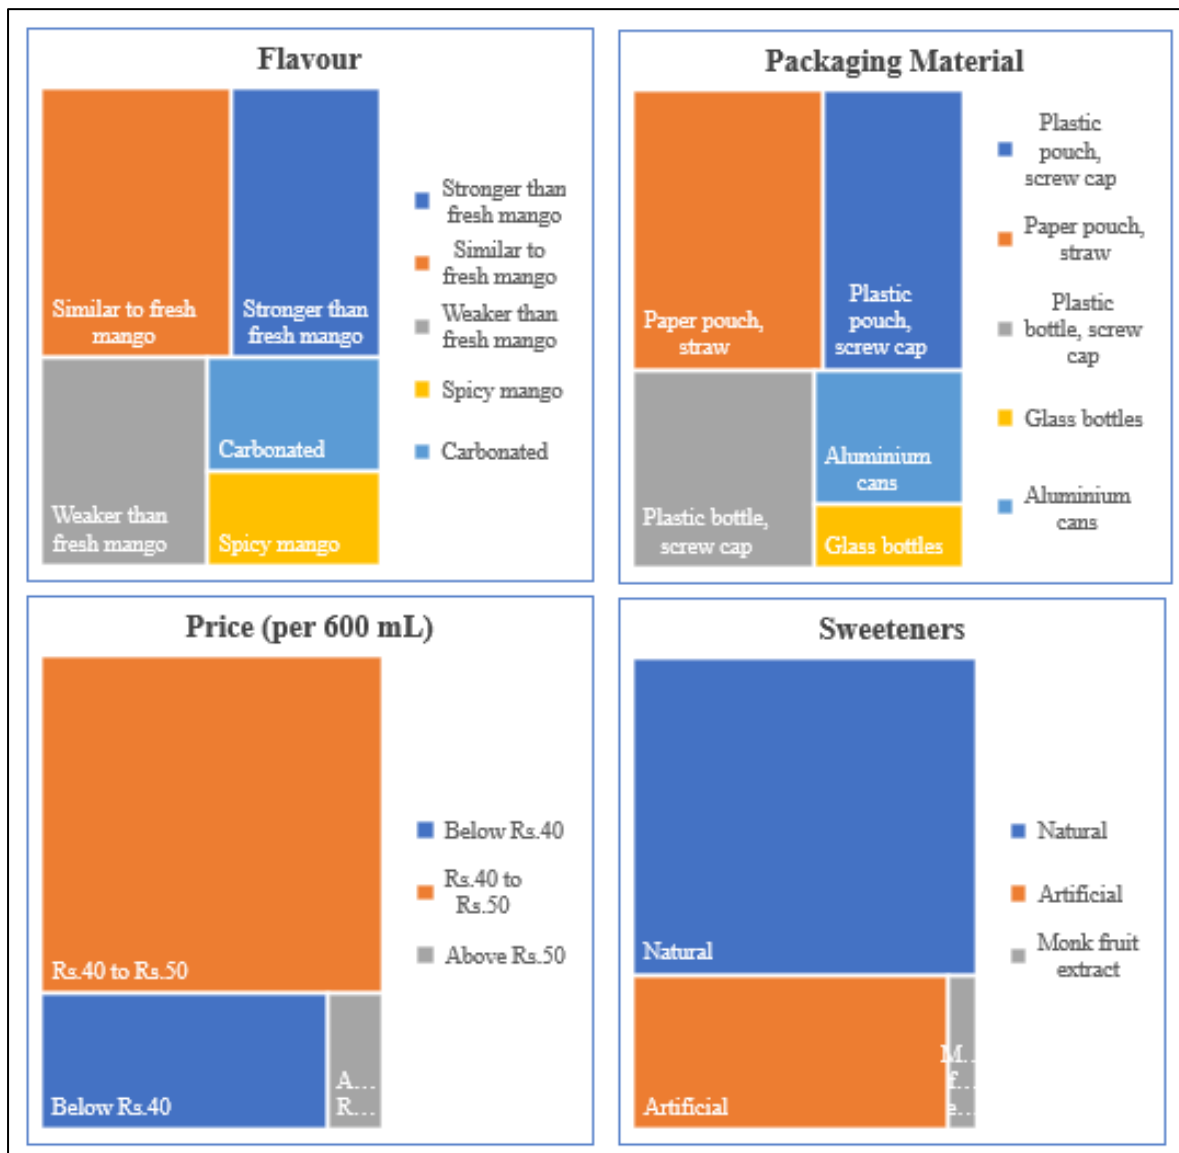 Flavour
Similar to fresh
mango
Stronger than
fresh mango
Weaker than
fresh mango
Carbonated
Spicy mango
Stronger than
fresh mango
Similar to
fresh mango
Weaker than
fresh mango
Spicy mango
Carbonated
Packaging Material
Paper pouch,
straw
Plastic
pouch,
screw cap
Plastic bottle,
screw cap
Aluminium
cans
Glass bottles
Plastic
pouch,
screw cap
Paper pouch,
straw
Plastic
bottle, screw
cap
Glass bottles
Aluminium
cans
Price (per 600 mL)
Rs.40 to Rs.50
Below Rs.40
A...
R...
Below Rs.40
Rs.40 to
Rs.50
Above Rs.50
Sweeteners
Natural
Artificial
M...
f...
e...
Natural
Artificial
Monk fruit
extract